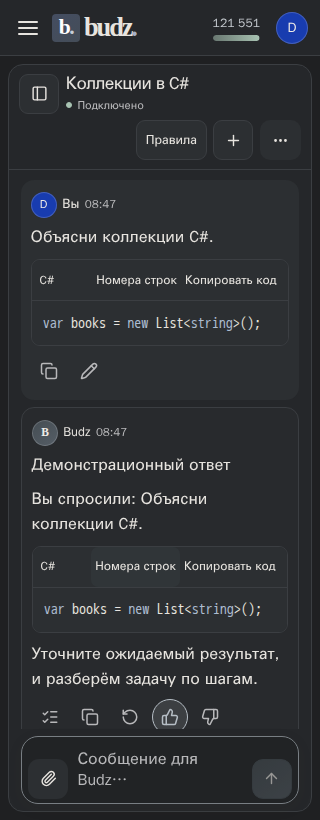 b. budz.
121 551
D
Коллекции в C#
Подключено
Правила
D Вы 08:47
Объясни коллекции C#.
C# Номера строк Копировать код
var books = new List<string>();
B Budz 08:47
Демонстрационный ответ
Вы спросили: Объясни
коллекции C#.
C# Номера строк Копировать код
var books = new List<string>();
Уточните ожидаемый результат,
и разберём задачу по шагам.
Сообщение для
Budz…